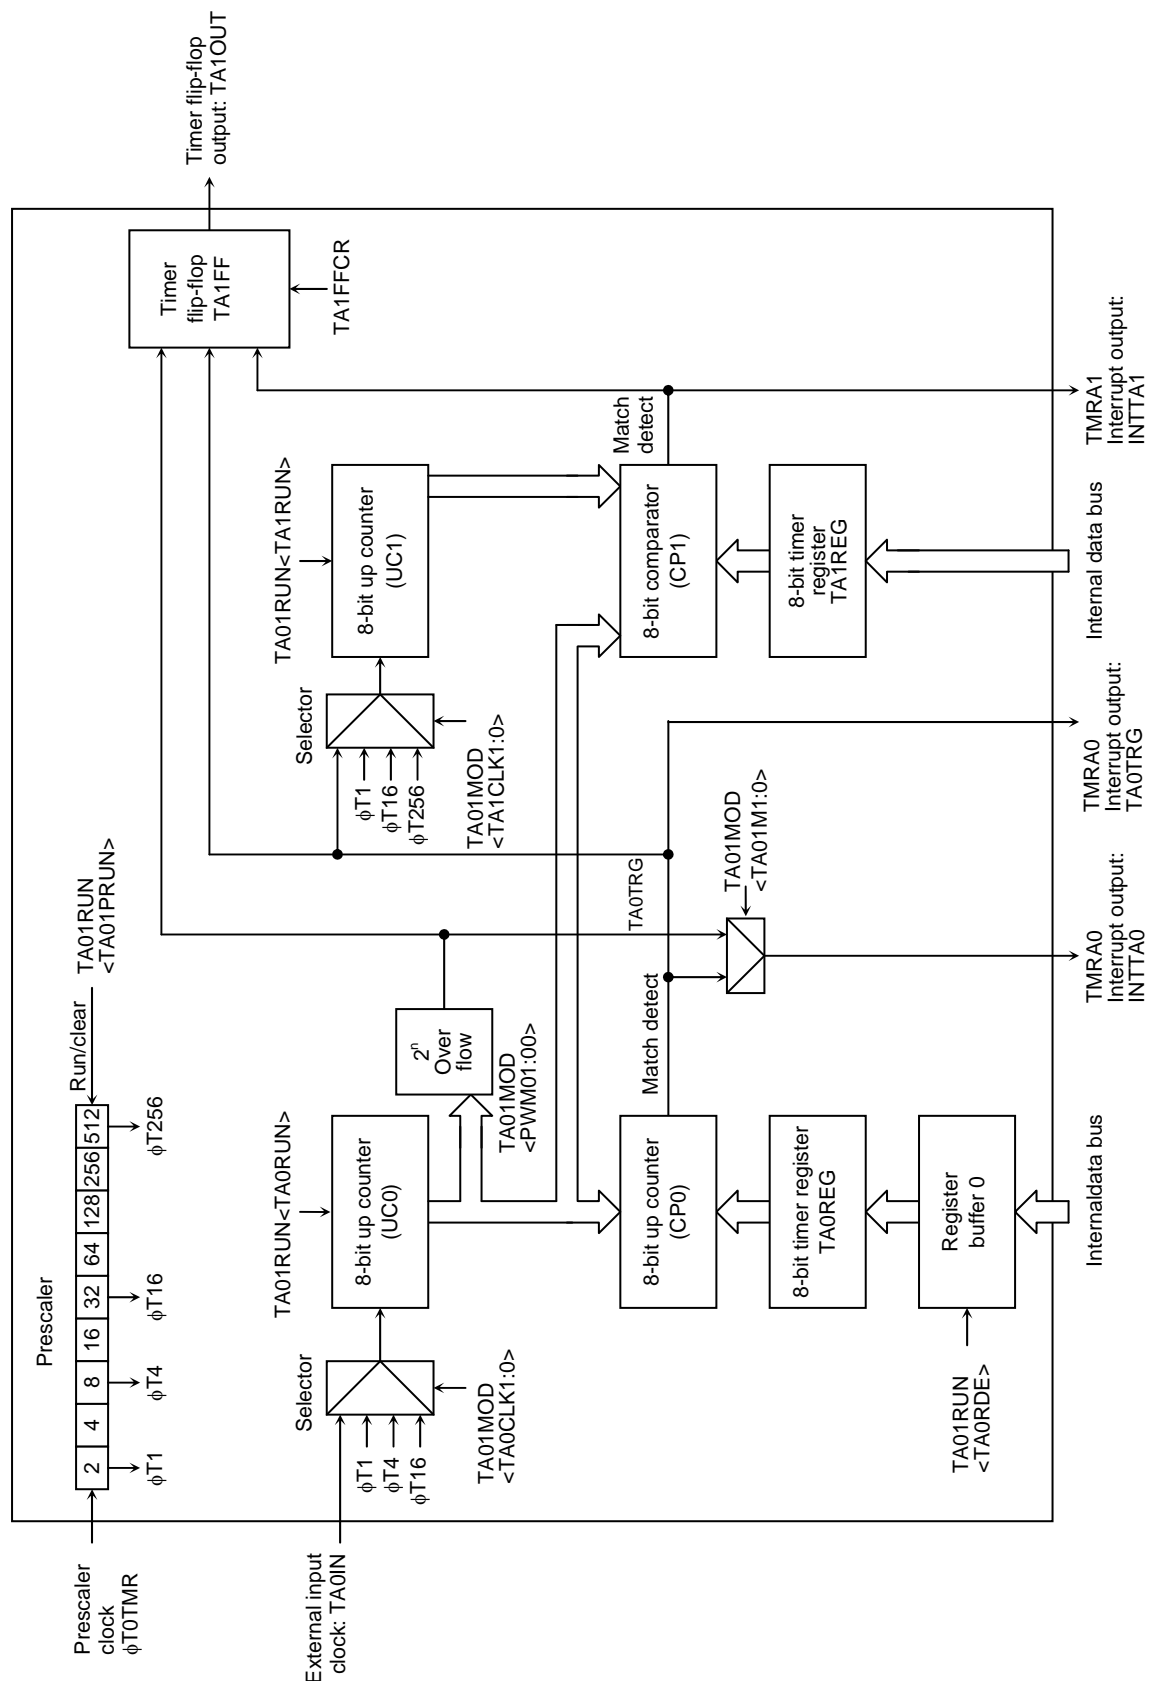 Prescaler
Prescaler
clock
ϕT0TMR
2
4
8
16
32
64
128
256
512
Run/clear
TA01RUN
<TA01PRUN>
ϕT1
ϕT4
ϕT16
ϕT256
External input
clock: TA0IN
Selector
ϕT1
ϕT4
ϕT16
TA01MOD
<TA0CLK1:0>
TA01RUN<TA0RUN>
8-bit up counter
(UC0)
2ⁿ
Over
flow
TA01MOD
<PWM01:00>
Selector
ϕT1
ϕT16
ϕT256
TA01MOD
<TA1CLK1:0>
TA01RUN<TA1RUN>
8-bit up counter
(UC1)
Timer
flip-flop
TA1FF
TA1FFCR
Timer flip-flop
output: TA1OUT
8-bit up counter
(CP0)
Match detect
TA0TRG
TA01MOD
<TA01M1:0>
8-bit comparator
(CP1)
Match
detect
8-bit timer register
TA0REG
8-bit timer
register
TA1REG
Register
buffer 0
TA01RUN
<TA0RDE>
Internaldata bus
TMRA0
Interrupt output:
INTTA0
TMRA0
Interrupt output:
TA0TRG
Internal data bus
TMRA1
Interrupt output:
INTTA1